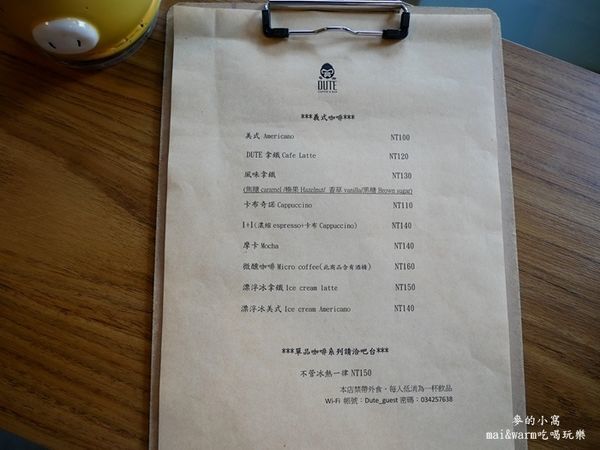 DUTE
COFFEE & BAR
***義式咖啡***
美式 Americano NT100
DUTE 拿鐵 Cafe Latte NT120
風味拿鐵 NT130
(焦糖 caramel /榛果 Hazelnut/ 香草 vanilla/黑糖 Brown sugar)
卡布奇諾 Cappuccino NT110
1+1(濃縮 espresso+卡布 Cappuccino) NT140
摩卡 Mocha NT140
微醺咖啡 Micro coffee(此商品含有酒精) NT160
漂浮冰拿鐵 Ice cream latte NT150
漂浮冰美式 Ice cream Americano NT140
***單品咖啡系列請洽吧台***
不管冰熱一律 NT150
本店禁帶外食，每人低消為一杯飲品
Wi-Fi 帳號：Dute_guest 密碼：034257638
麥的小窩
mai&warm吃喝玩樂